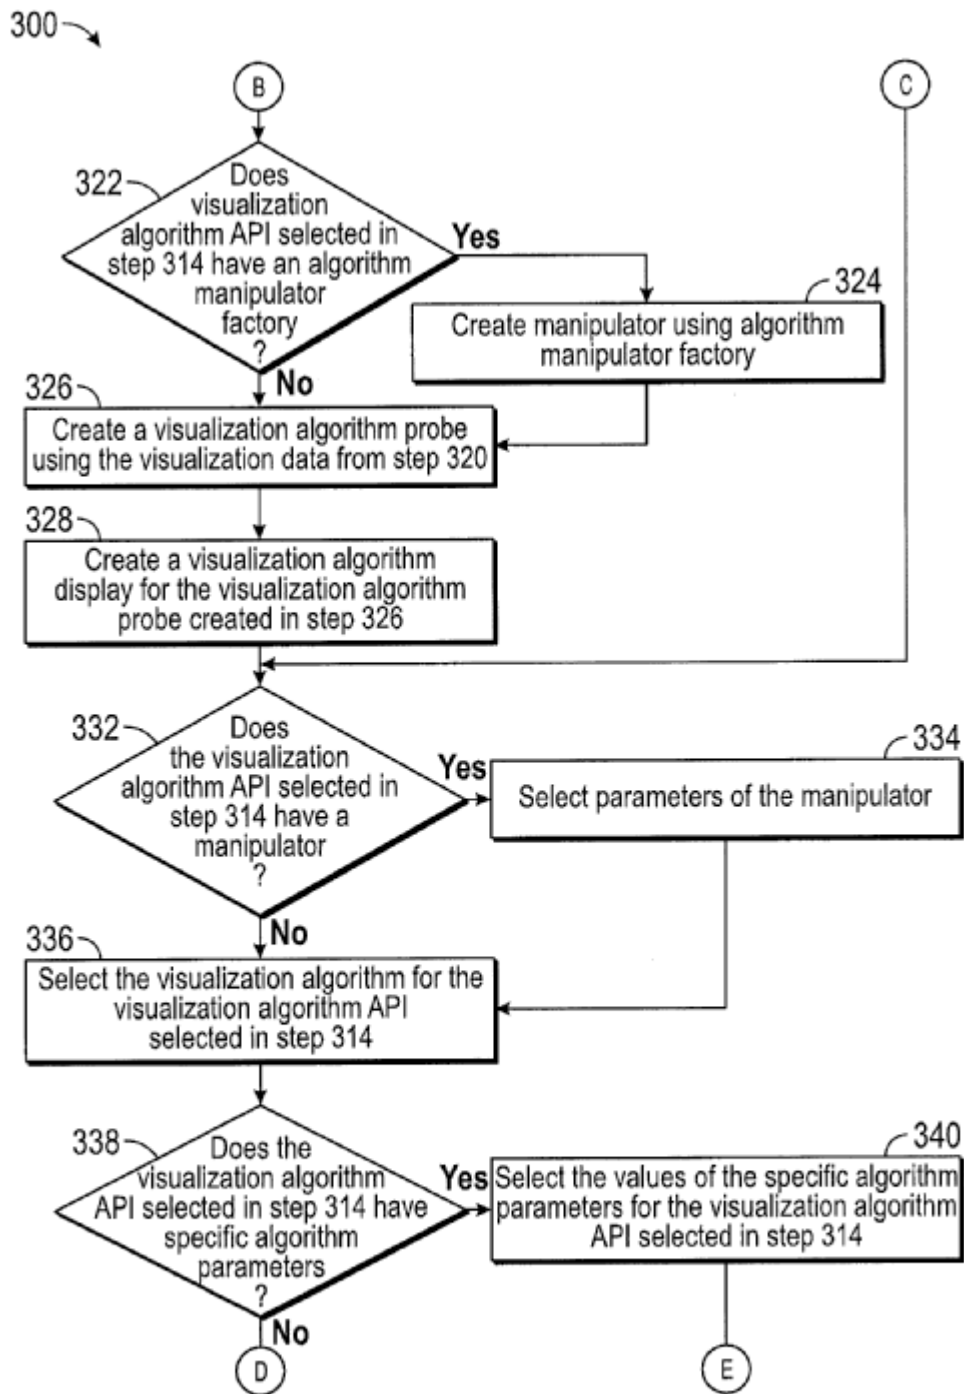 300
B
C
322
Does
visualization
algorithm API selected in
step 314 have an algorithm
manipulator
factory
?
Yes
324
Create manipulator using algorithm
manipulator factory
No
326
Create a visualization algorithm probe
using the visualization data from step 320
328
Create a visualization algorithm
display for the visualization algorithm
probe created in step 326
332
Does
the visualization
algorithm API selected in
step 314 have a
manipulator
?
Yes
334
Select parameters of the manipulator
No
336
Select the visualization algorithm for the
visualization algorithm API
selected in step 314
338
Does the
visualization algorithm
API selected in step 314 have
specific algorithm
parameters
?
Yes
340
Select the values of the specific algorithm
parameters for the visualization algorithm
API selected in step 314
No
D
E